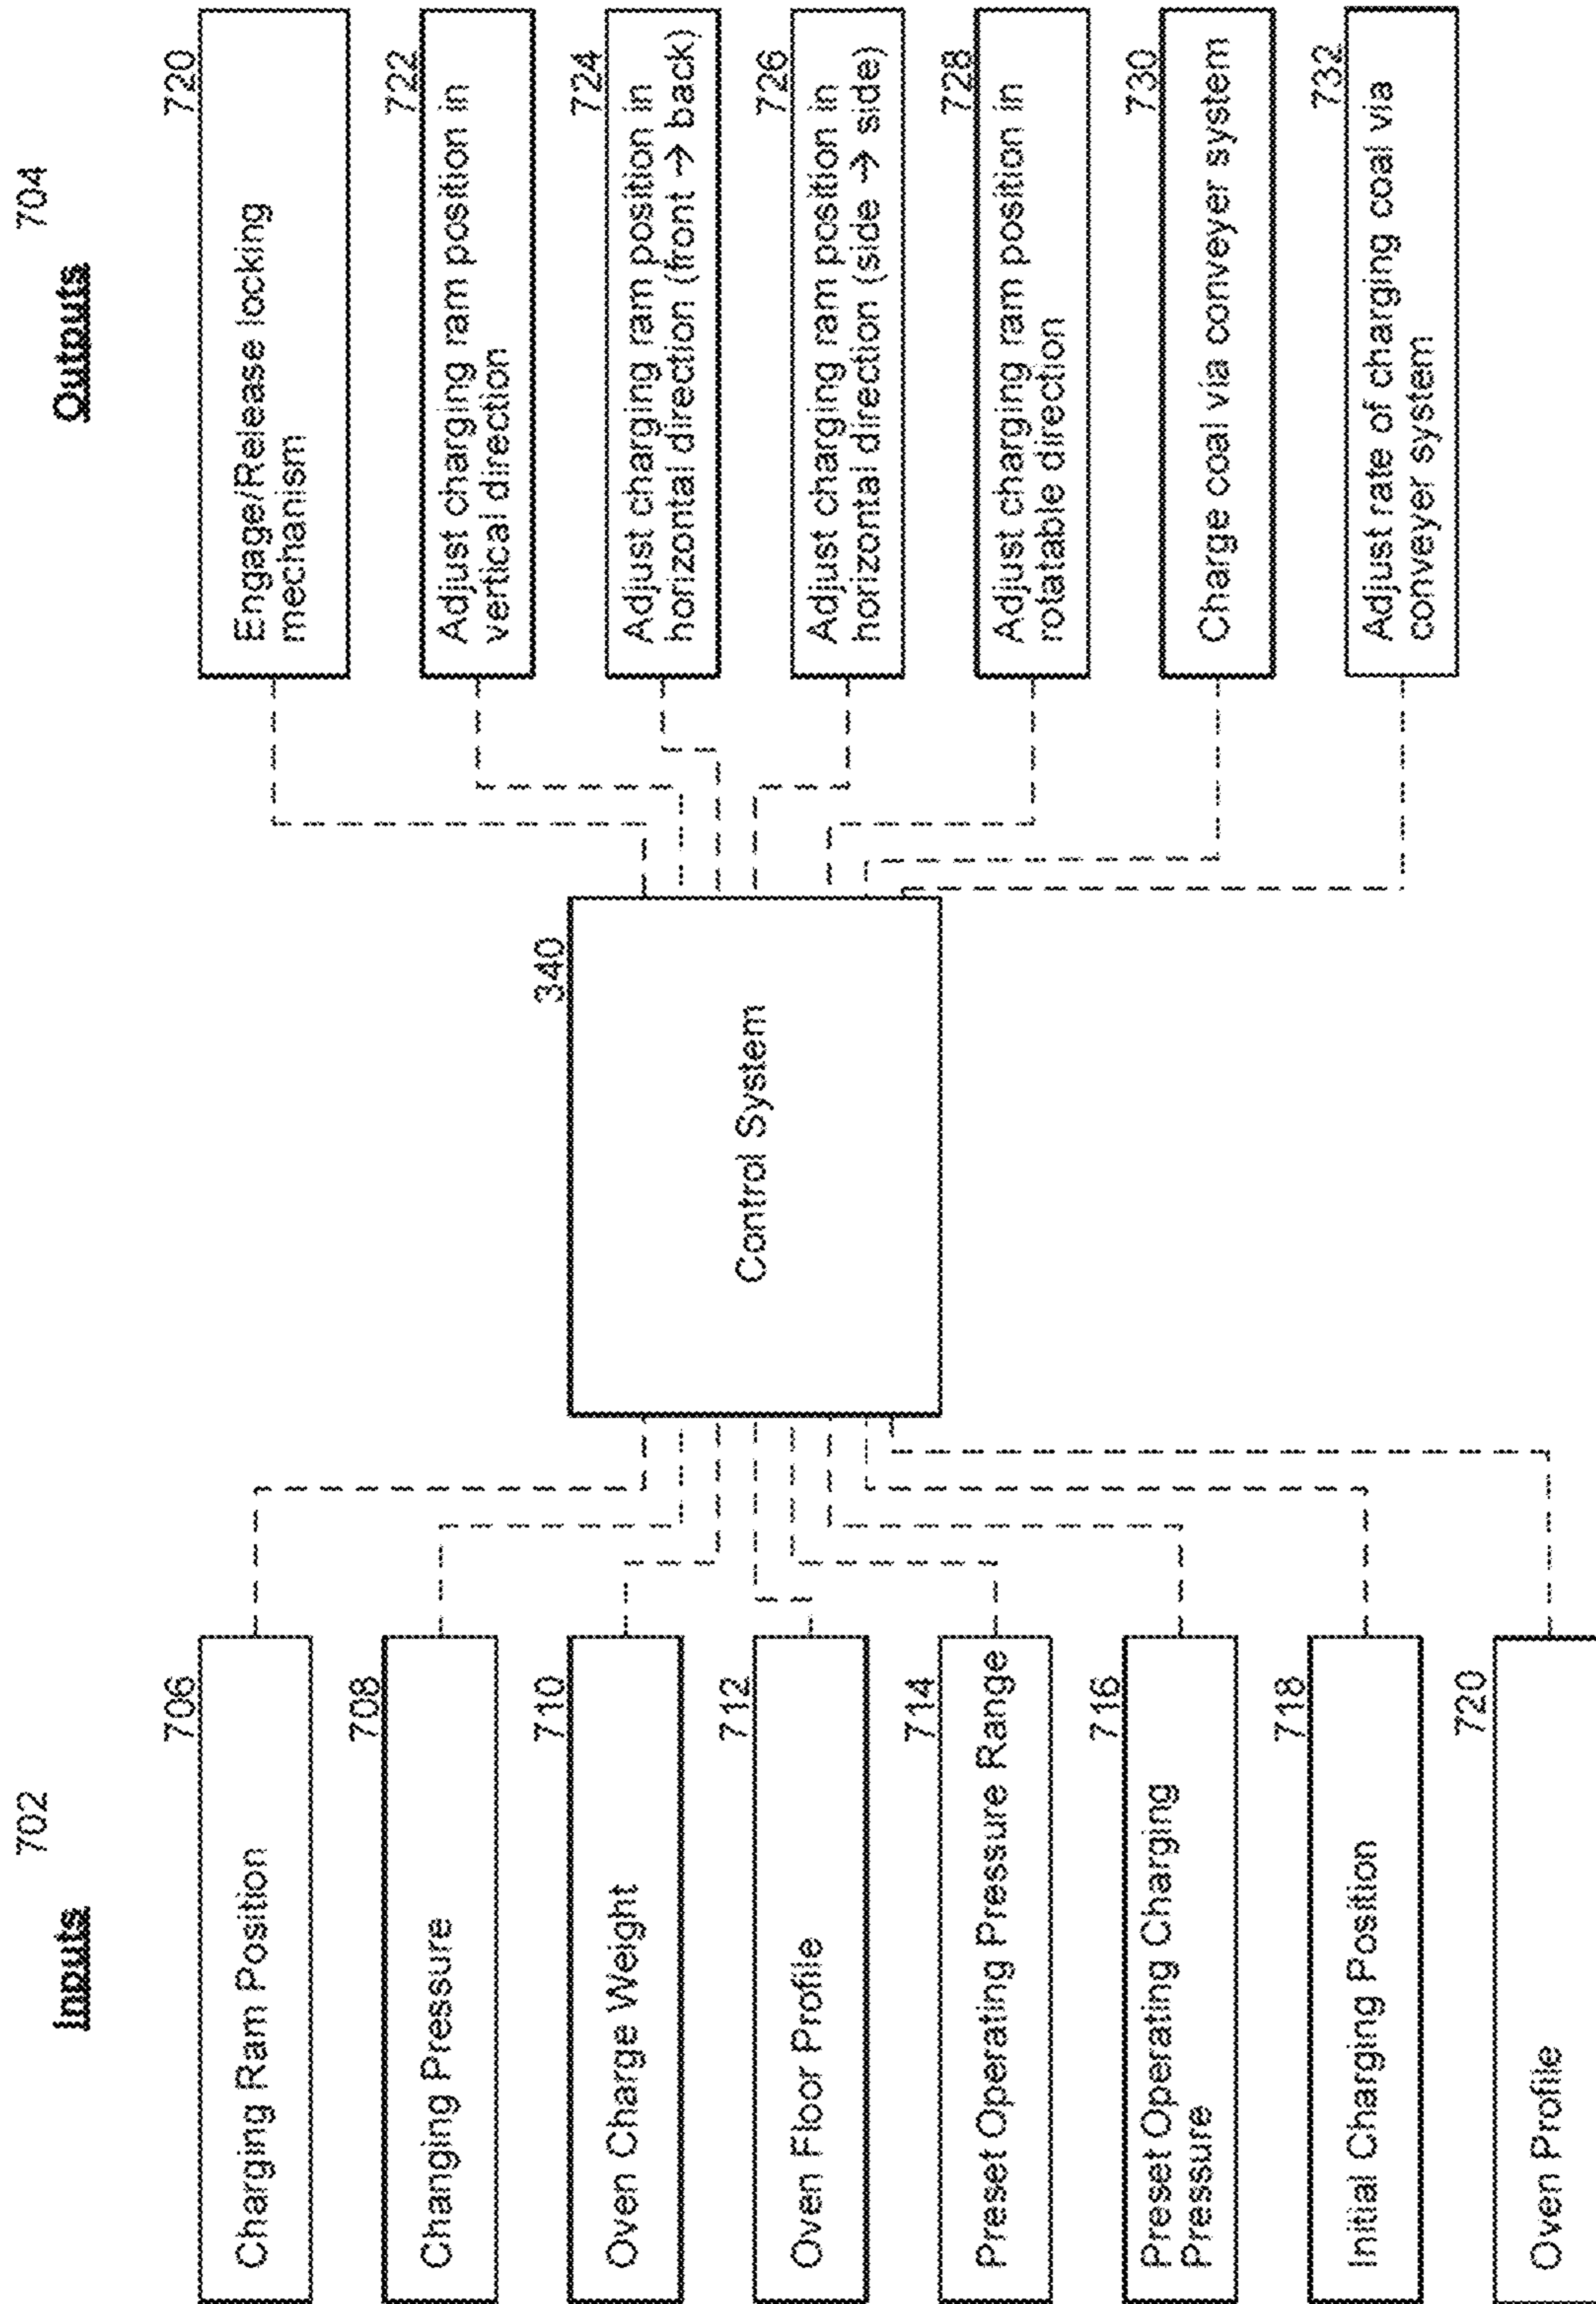 702
Inputs
706
Charging Ram Position
708
Changing Pressure
710
Oven Charge Weight
712
Oven Floor Profile
714
Preset Operating Pressure Range
716
Preset Operating Charging
Pressure
718
Initial Charging Position
720
Oven Profile
340
Control System
704
Outputs
720
Engage/Release locking
mechanism
722
Adjust charging ram position in
vertical direction
724
Adjust charging ram position in
horizontal direction (front → back)
726
Adjust charging ram position in
horizontal direction (side → side)
728
Adjust charging ram position in
rotatable direction
730
Charge coal via conveyer system
732
Adjust rate of charging coal via
conveyer system